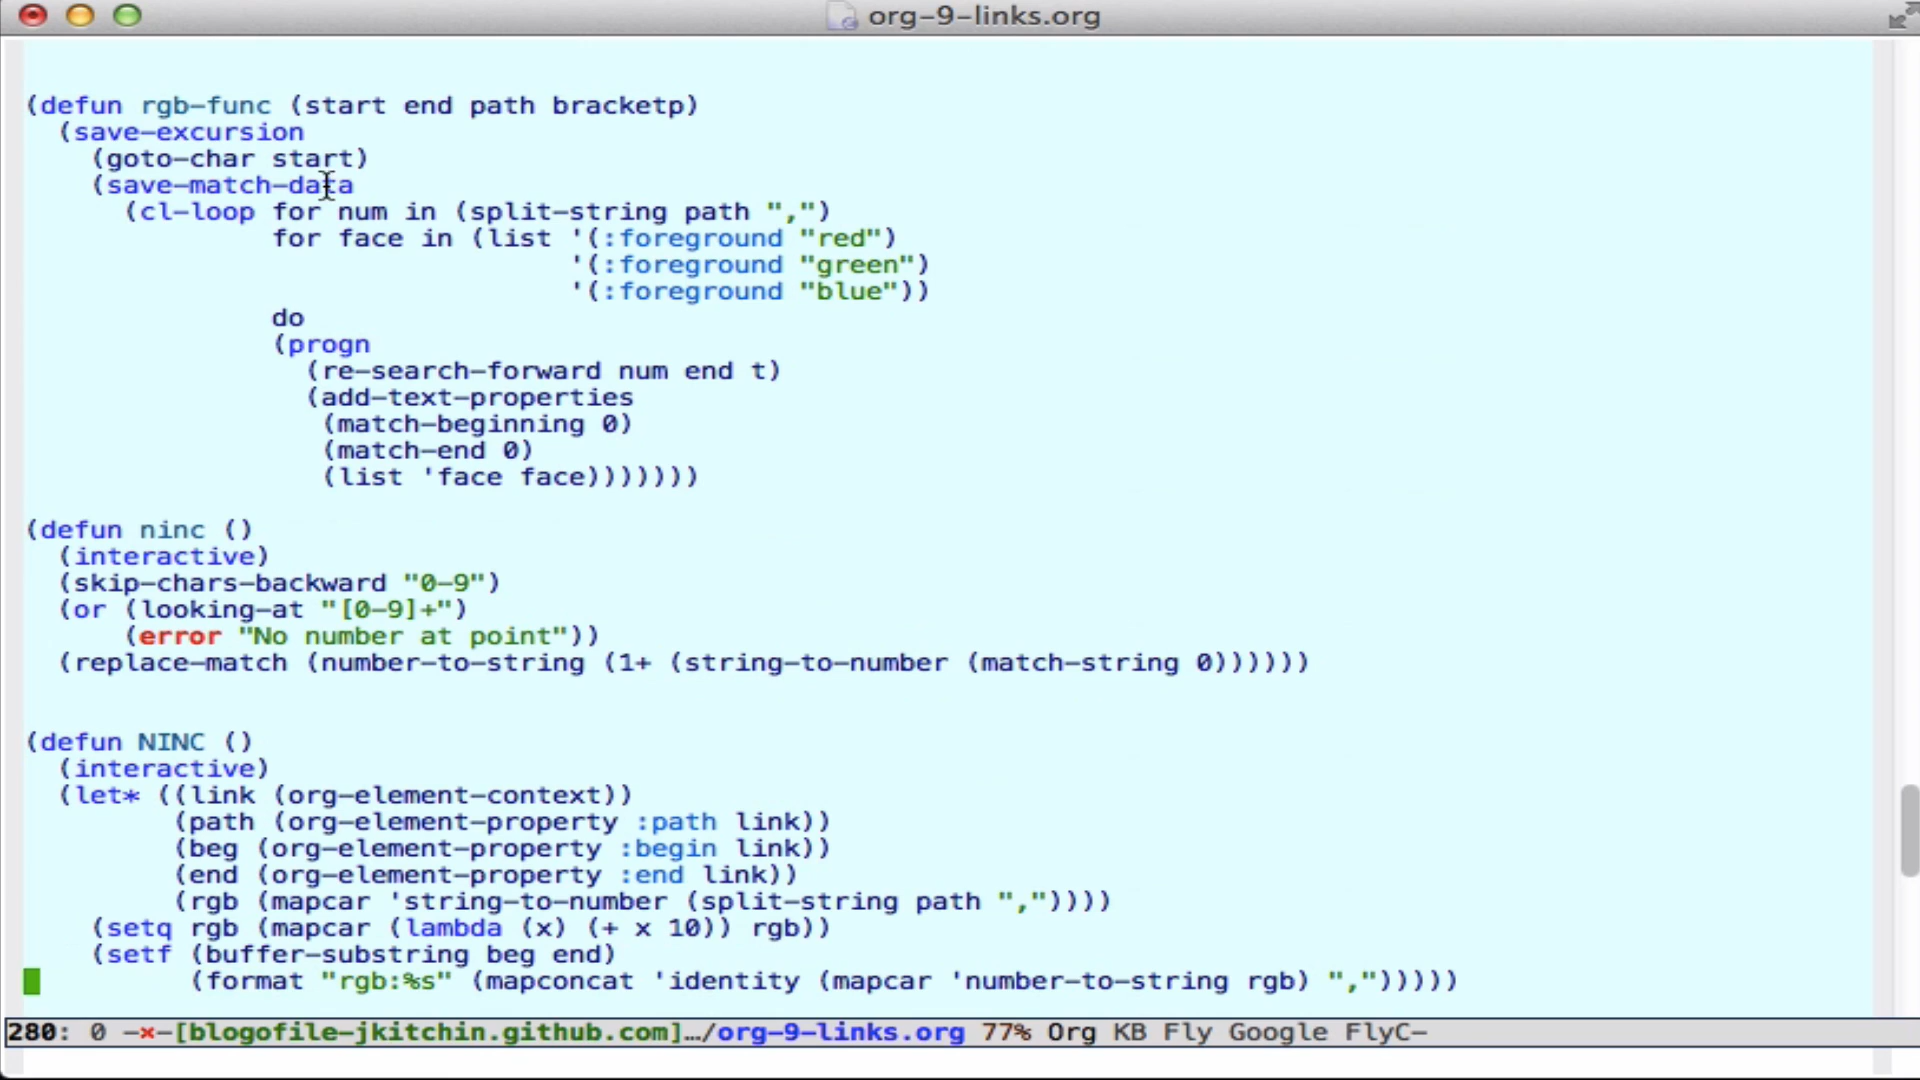 org-9-links.org
(defun rgb-func (start end path bracketp)
  (save-excursion
    (goto-char start)
    (save-match-data
      (cl-loop for num in (split-string path ",")
               for face in (list '(:foreground "red")
                                 '(:foreground "green")
                                 '(:foreground "blue"))
               do
               (progn
                 (re-search-forward num end t)
                 (add-text-properties
                  (match-beginning 0)
                  (match-end 0)
                  (list 'face face)))))))
(defun ninc ()
  (interactive)
  (skip-chars-backward "0-9")
  (or (looking-at "[0-9]+")
      (error "No number at point"))
  (replace-match (number-to-string (1+ (string-to-number (match-string 0))))))
(defun NINC ()
  (interactive)
  (let* ((link (org-element-context))
         (path (org-element-property :path link))
         (beg (org-element-property :begin link))
         (end (org-element-property :end link))
         (rgb (mapcar 'string-to-number (split-string path ","))))
    (setq rgb (mapcar (lambda (x) (+ x 10)) rgb))
    (setf (buffer-substring beg end)
          (format "rgb:%s" (mapconcat 'identity (mapcar 'number-to-string rgb) ",")))))
280: 0 -×-[blogofile-jkitchin.github.com]…/org-9-links.org 77% Org KB Fly Google FlyC-